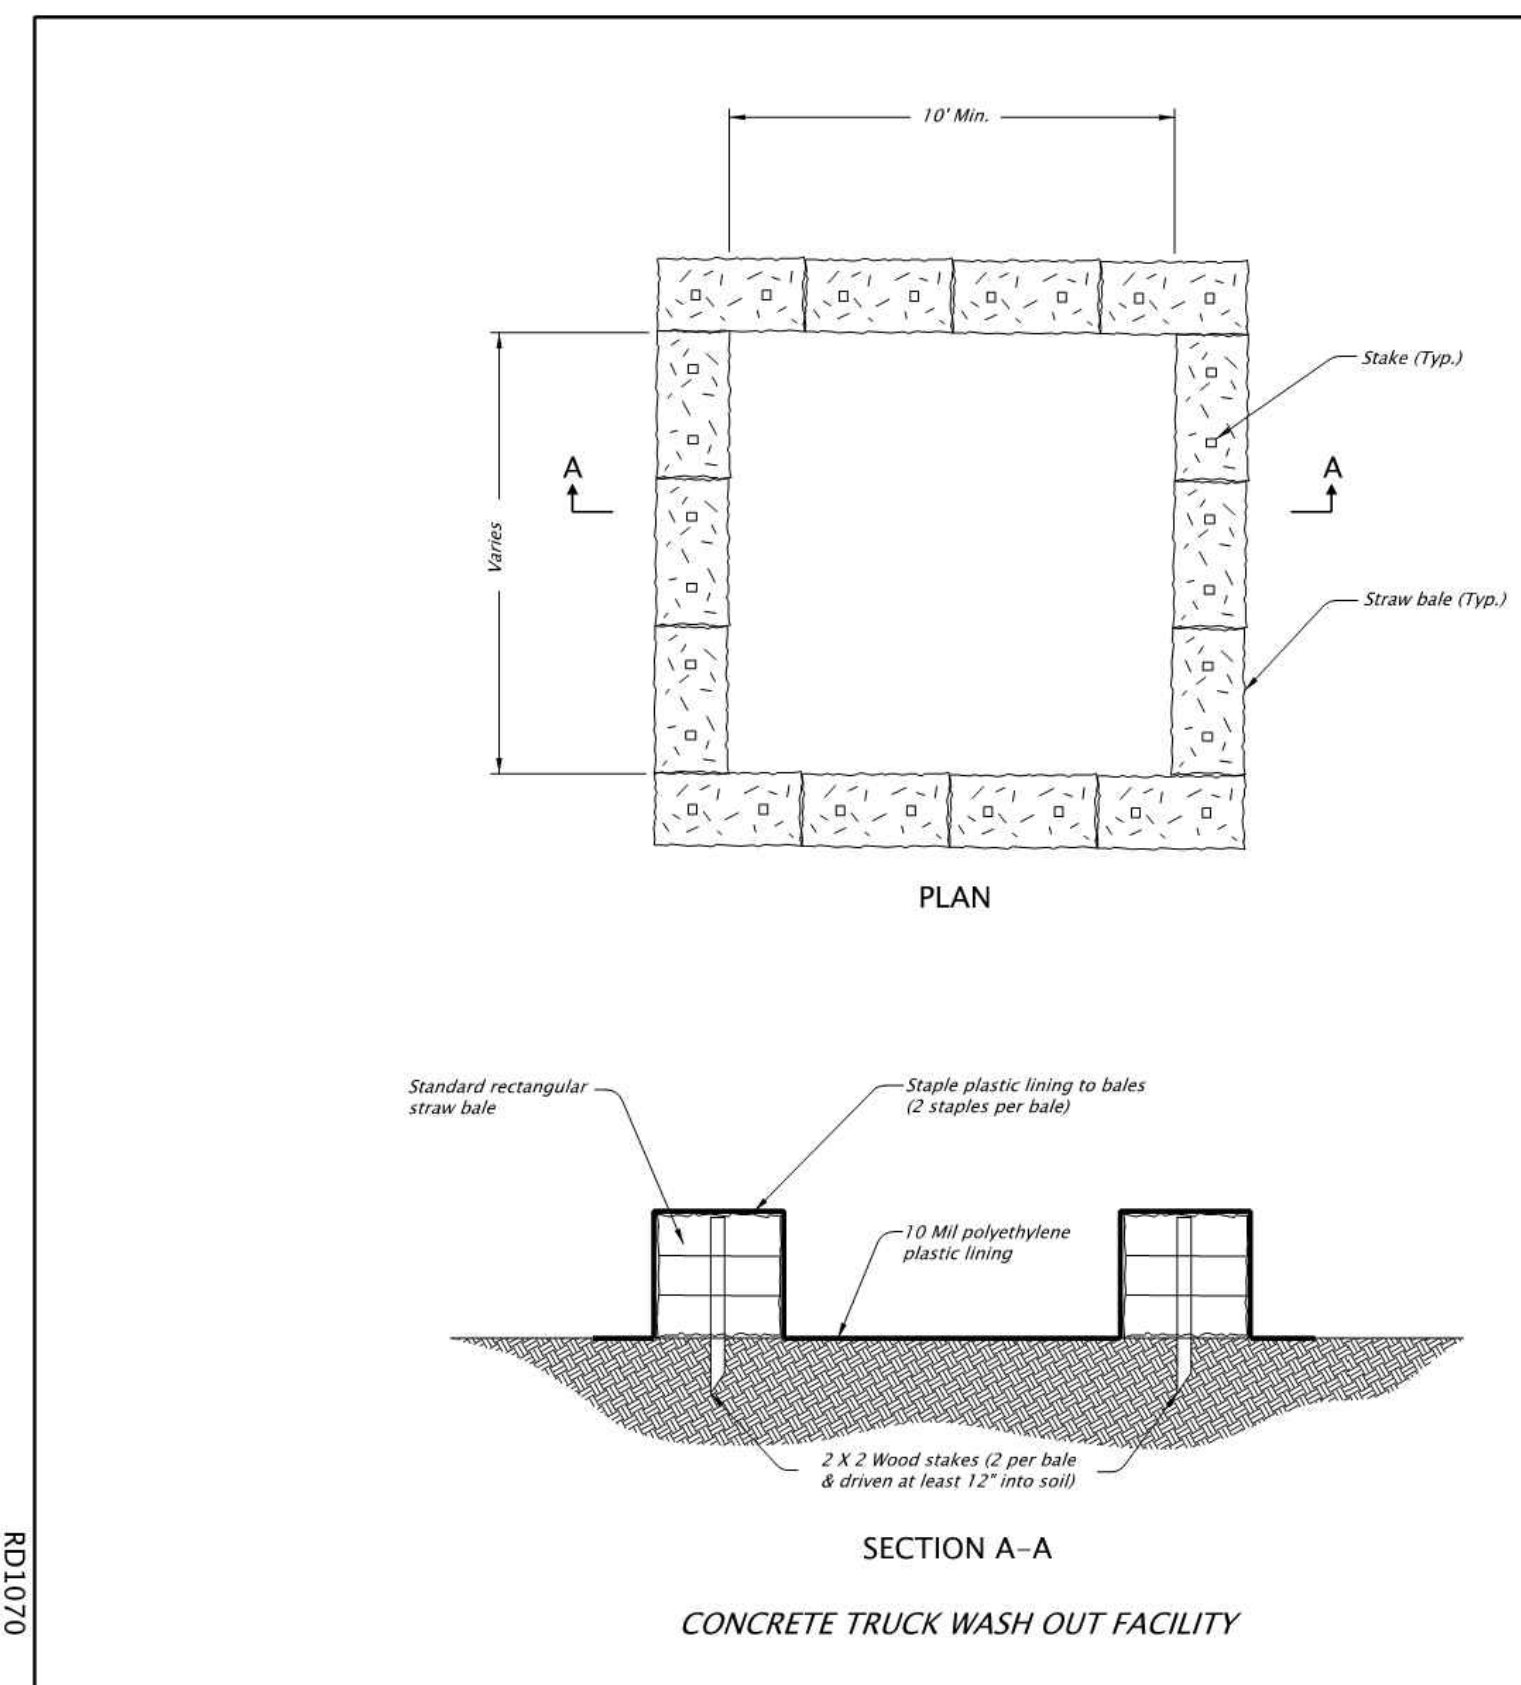 10' Min.
Stake (Typ.)
A
A
Varies
Straw bale (Typ.)
PLAN
Standard rectangular
straw bale
Staple plastic lining to bales
(2 staples per bale)
10 Mil polyethylene
plastic lining
2 X 2 Wood stakes (2 per bale
& driven at least 12" into soil)
SECTION A-A
CONCRETE TRUCK WASH OUT FACILITY
RD1070